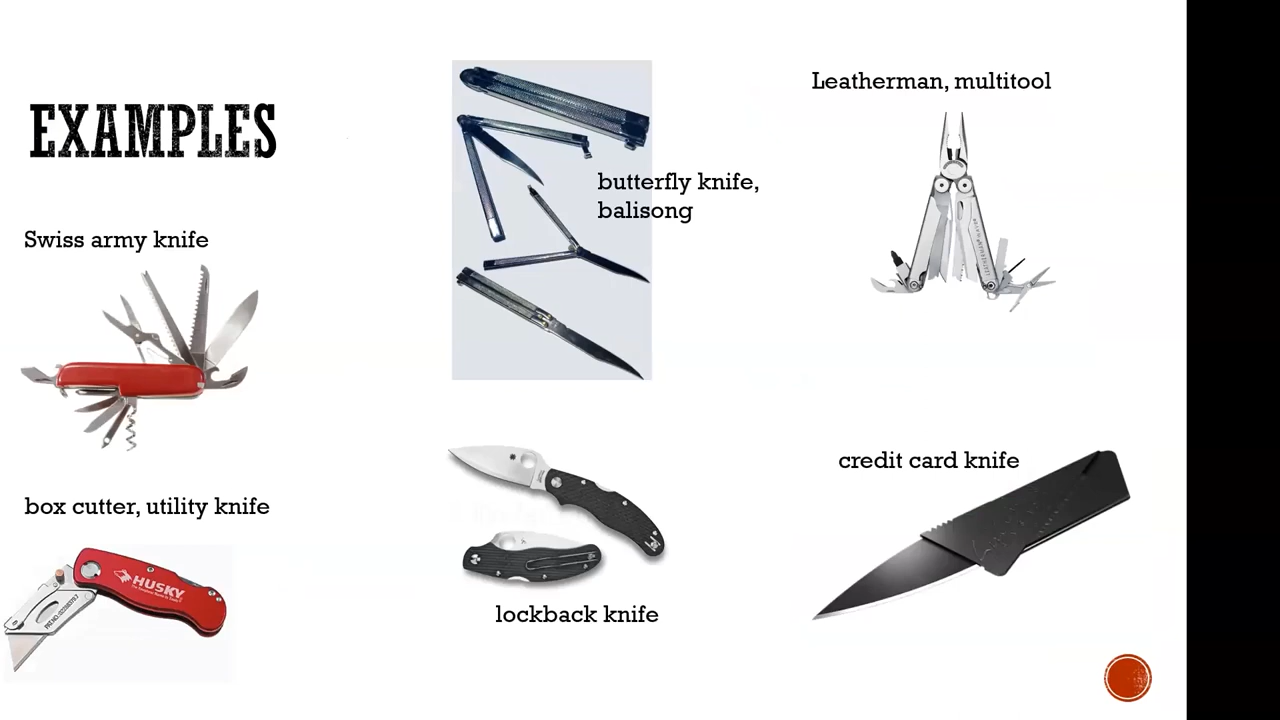 EXAMPLES
Swiss army knife
box cutter, utility knife
HUSKY
butterfly knife,
balisong
lockback knife
Leatherman, multitool
credit card knife